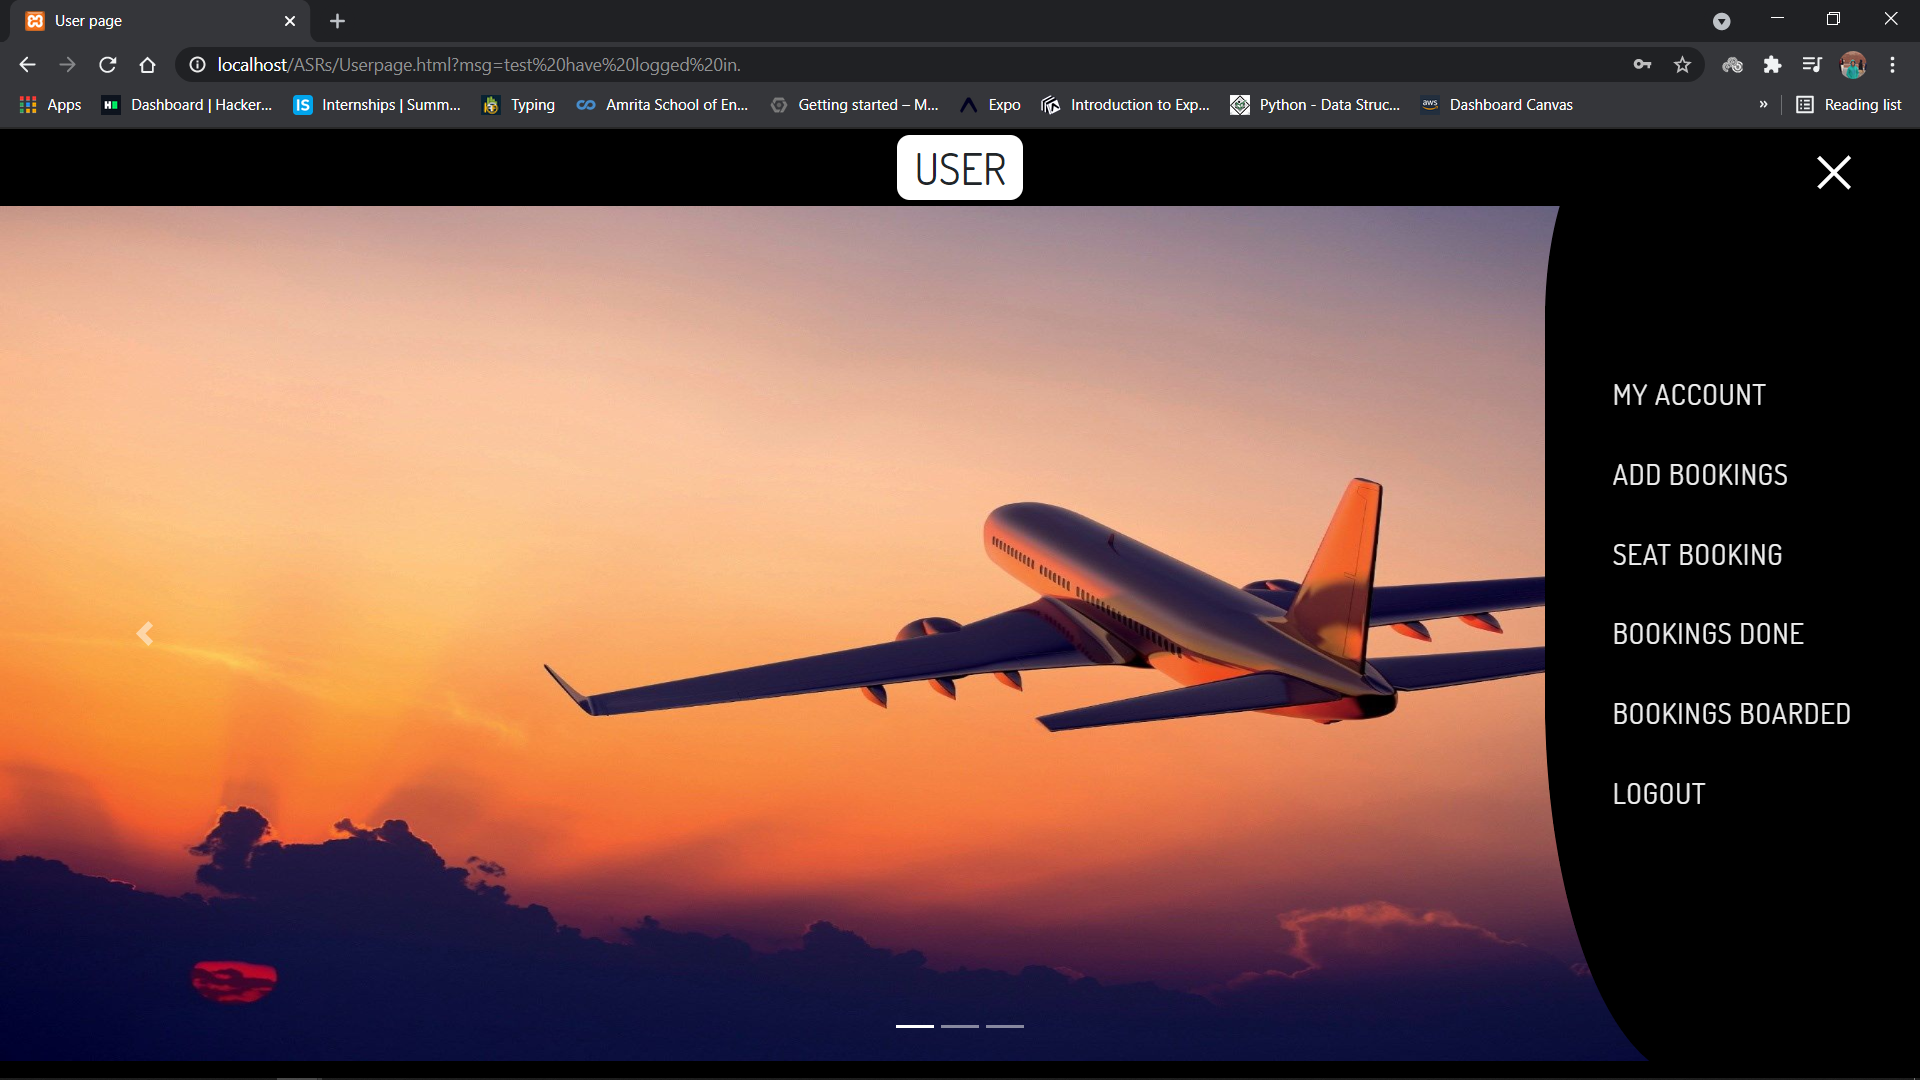 User page
localhost/ASRs/Userpage.html?msg=test%20have%20logged%20in.
Apps
Dashboard | Hacker...
Internships | Summ...
Typing
Amrita School of En...
Getting started – M...
Expo
Introduction to Exp...
Python - Data Struc...
aws
Dashboard Canvas
»
Reading list
USER
MY ACCOUNT
ADD BOOKINGS
SEAT BOOKING
BOOKINGS DONE
BOOKINGS BOARDED
LOGOUT